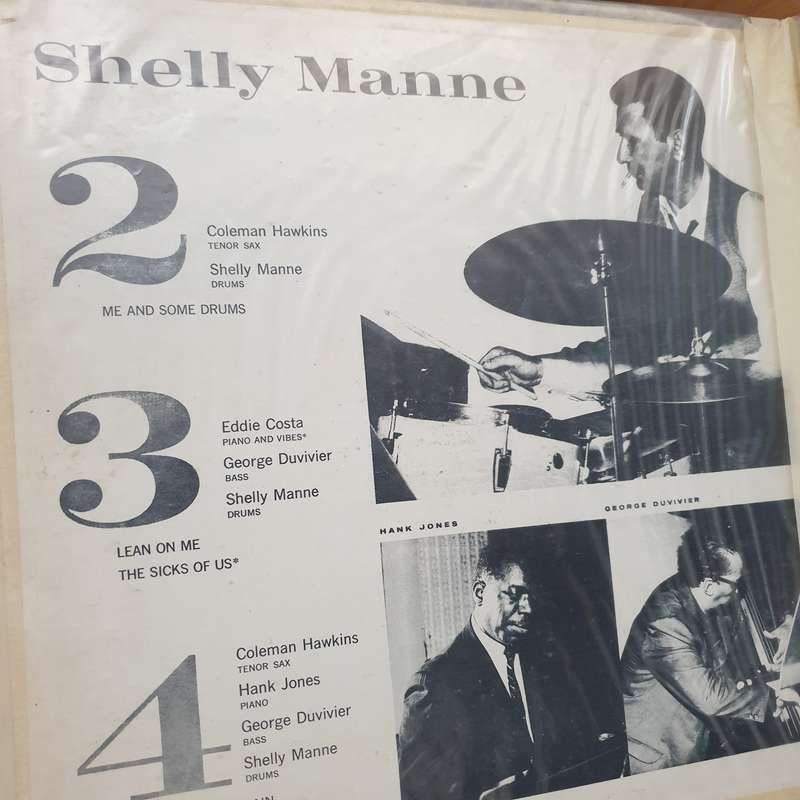 Shelly Manne
2
Coleman Hawkins
TENOR SAX
Shelly Manne
DRUMS
ME AND SOME DRUMS
3
Eddie Costa
PIANO AND VIBES*
George Duvivier
BASS
Shelly Manne
DRUMS
LEAN ON ME
THE SICKS OF US*
HANK JONES
GEORGE DUVIVIER
4
Coleman Hawkins
TENOR SAX
Hank Jones
PIANO
George Duvivier
BASS
Shelly Manne
DRUMS